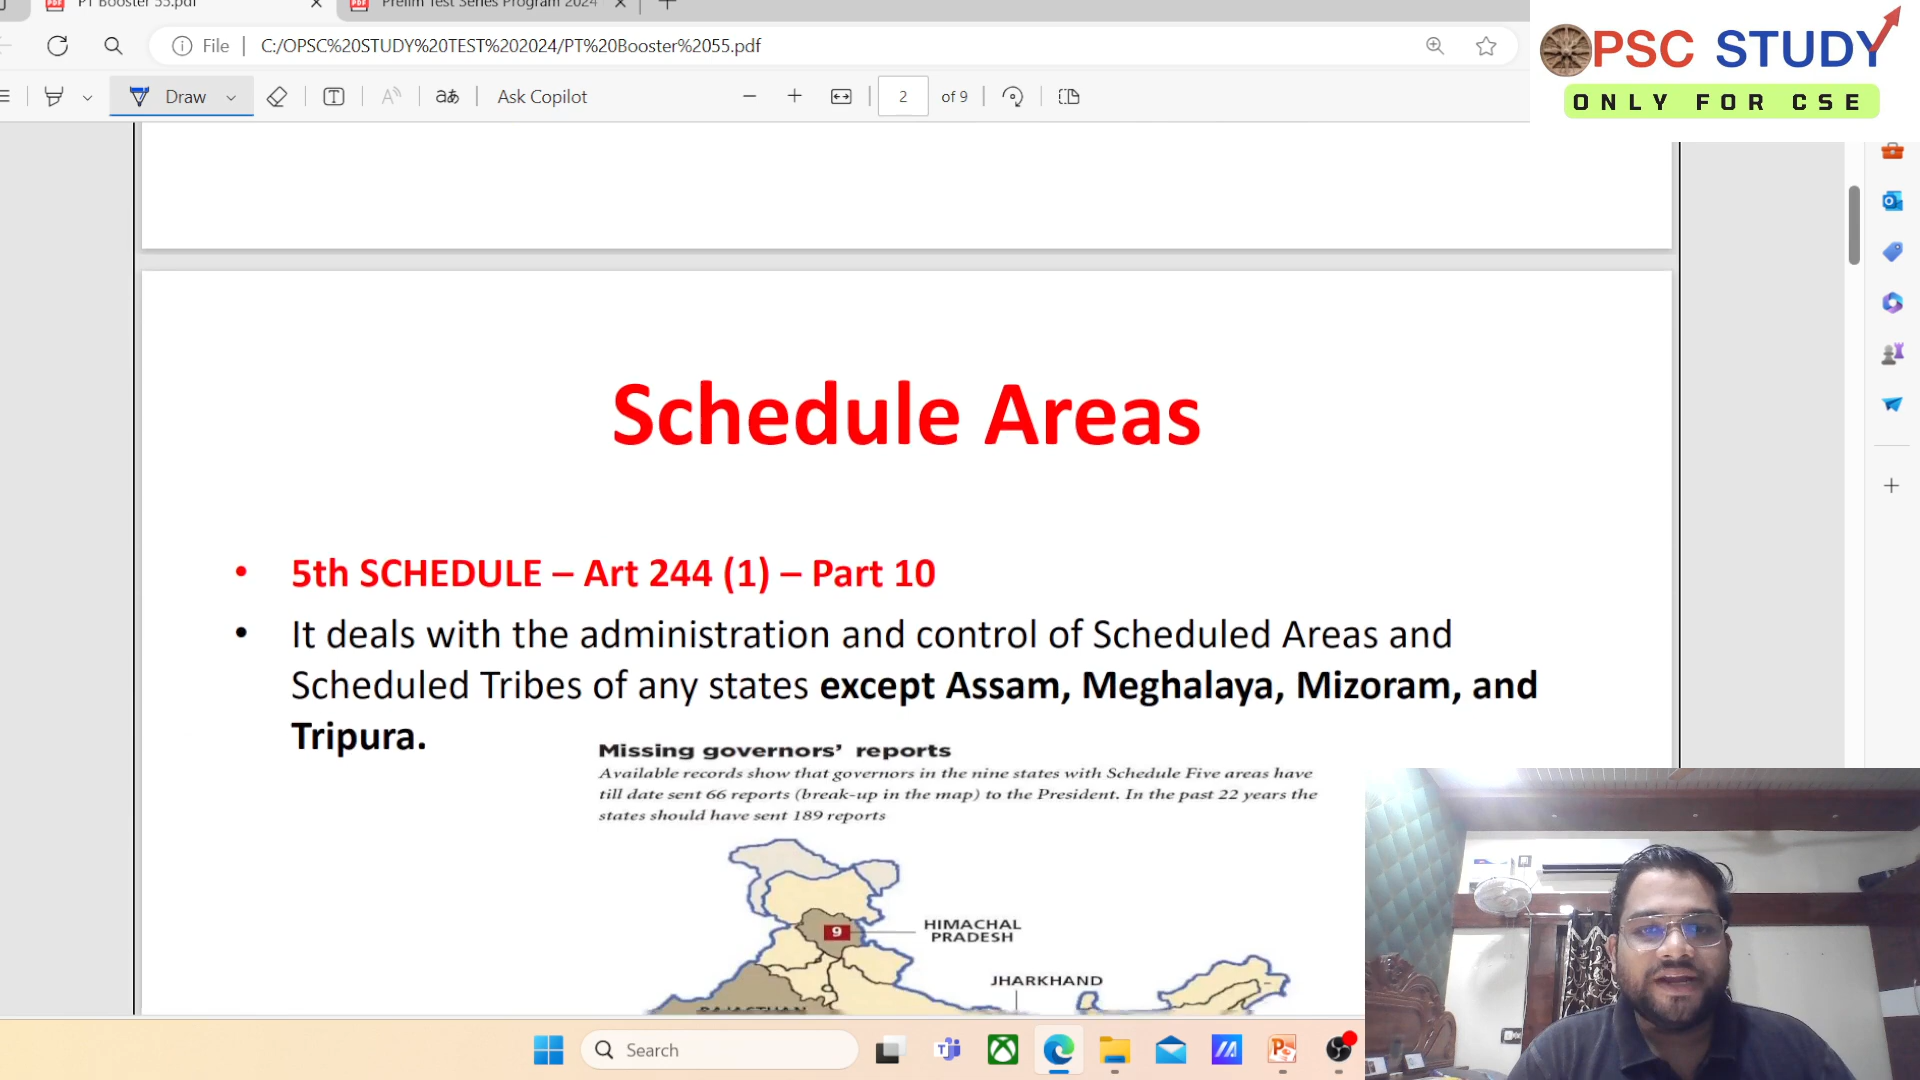 PT Booster 55.pdf
Prelim Test Series Program 2024
File
C:/OPSC%20STUDY%20TEST%202024/PT%20Booster%2055.pdf
PSC STUDY
ONLY FOR CSE
Draw
aあ
Ask Copilot
2
of 9
Schedule Areas
• 5th SCHEDULE – Art 244 (1) – Part 10
• It deals with the administration and control of Scheduled Areas and
Scheduled Tribes of any states except Assam, Meghalaya, Mizoram, and
Tripura.
Missing governors' reports
Available records show that governors in the nine states with Schedule Five areas have
till date sent 66 reports (break-up in the map) to the President. In the past 22 years the
states should have sent 189 reports
9
HIMACHAL
PRADESH
JHARKHAND
RAJASTHAN
Search